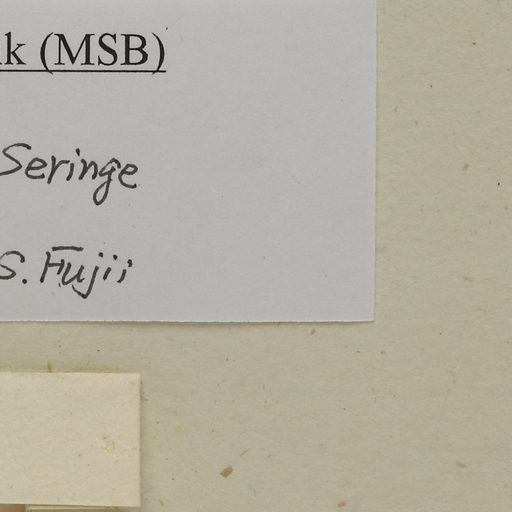 k (MSB)
Seringe
S. Fujii